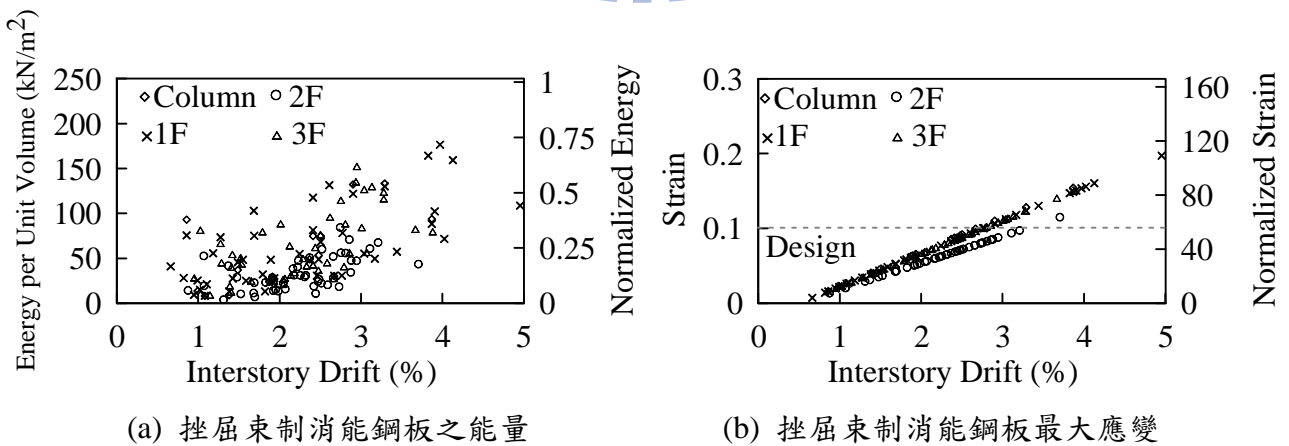 Energy per Unit Volume (kN/m²)
250
200
150
100
50
0
Column 2F
1F 3F
1
0.75
0.5
0.25
0
Normalized Energy
0 1 2 3 4 5
Interstory Drift (%)
(a) 挫屈束制消能鋼板之能量
Strain
0.3
0.2
0.1
0
Column 2F
1F 3F
Design
160
120
80
40
0
Normalized Strain
0 1 2 3 4 5
Interstory Drift (%)
(b) 挫屈束制消能鋼板最大應變